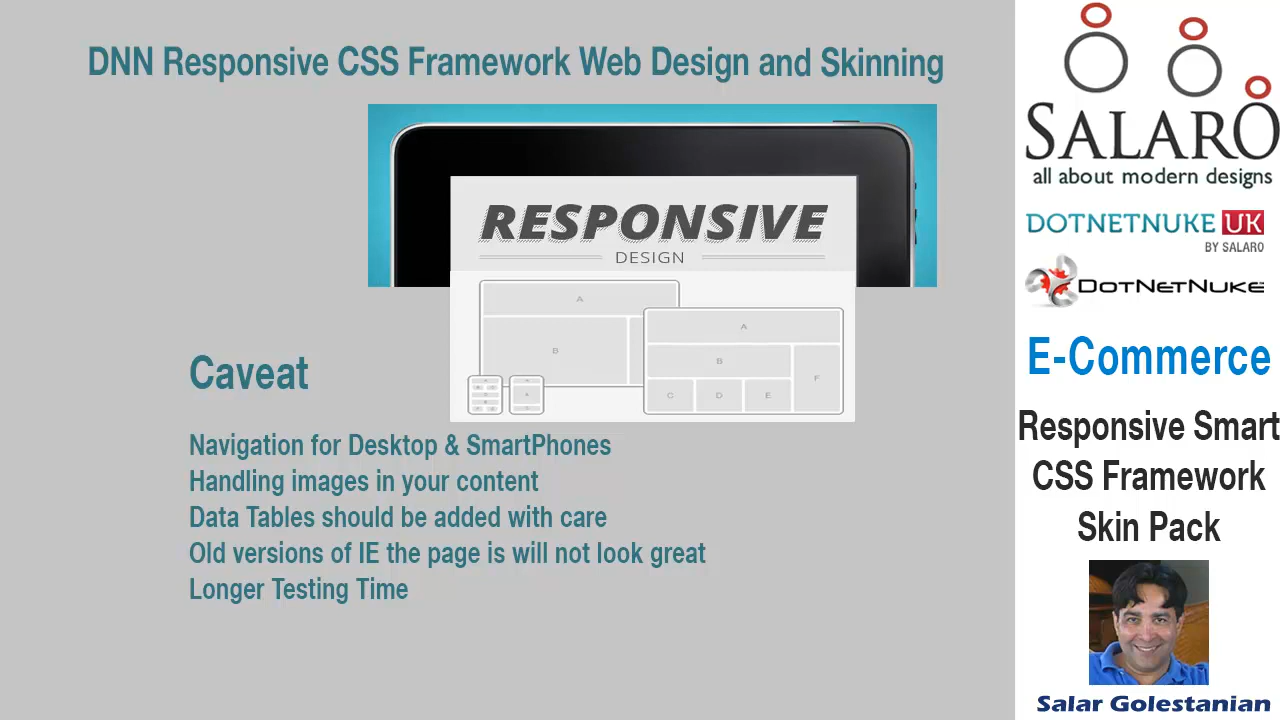 DNN Responsive CSS Framework Web Design and Skinning
RESPONSIVE
DESIGN
A
B
A
B
F
C
D
E
Caveat
Navigation for Desktop & SmartPhones
Handling images in your content
Data Tables should be added with care
Old versions of IE the page is will not look great
Longer Testing Time
SALARO
all about modern designs
DOTNETNUKE UK
BY SALARO
DOTNETNUKE
E-Commerce
Responsive Smart
CSS Framework
Skin Pack
Salar Golestanian